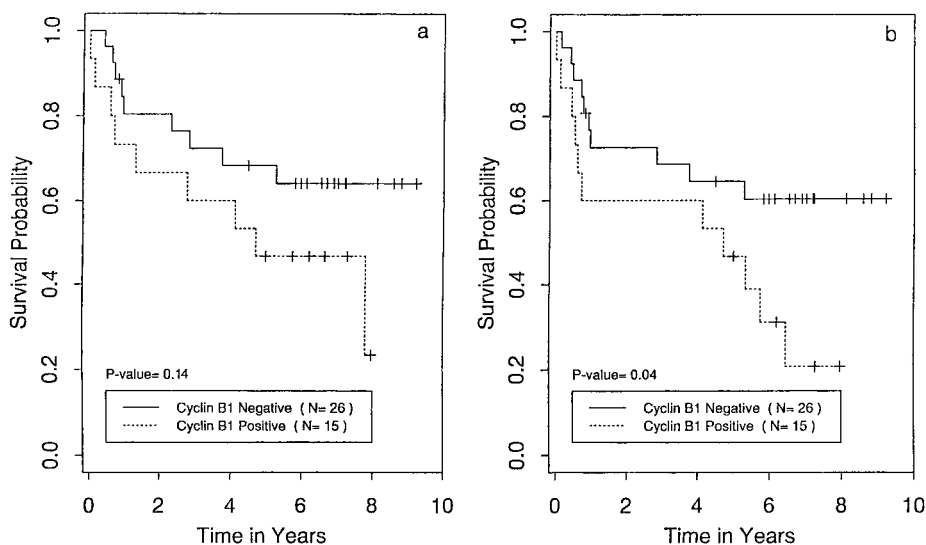 a
Survival Probability
1.0
0.8
0.6
0.4
0.2
0.0
P-value= 0.14
Cyclin B1 Negative ( N= 26)
Cyclin B1 Positive ( N= 15)
0 2 4 6 8 10
Time in Years
b
Survival Probability
1.0
0.8
0.6
0.4
0.2
0.0
P-value= 0.04
Cyclin B1 Negative ( N= 26)
Cyclin B1 Positive ( N= 15)
0 2 4 6 8 10
Time in Years